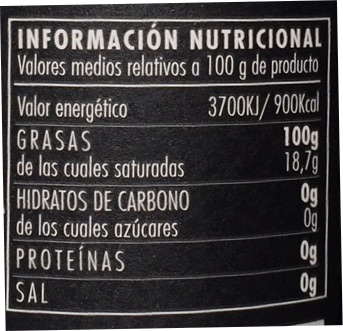 INFORMACIÓN NUTRICIONAL
Valores medios relativos a 100 g de producto
Valor energético 3700KJ/ 900Kcal
GRASAS 100g
de las cuales saturadas 18,7g
HIDRATOS DE CARBONO 0g
de los cuales azúcares 0g
PROTEÍNAS 0g
SAL 0g